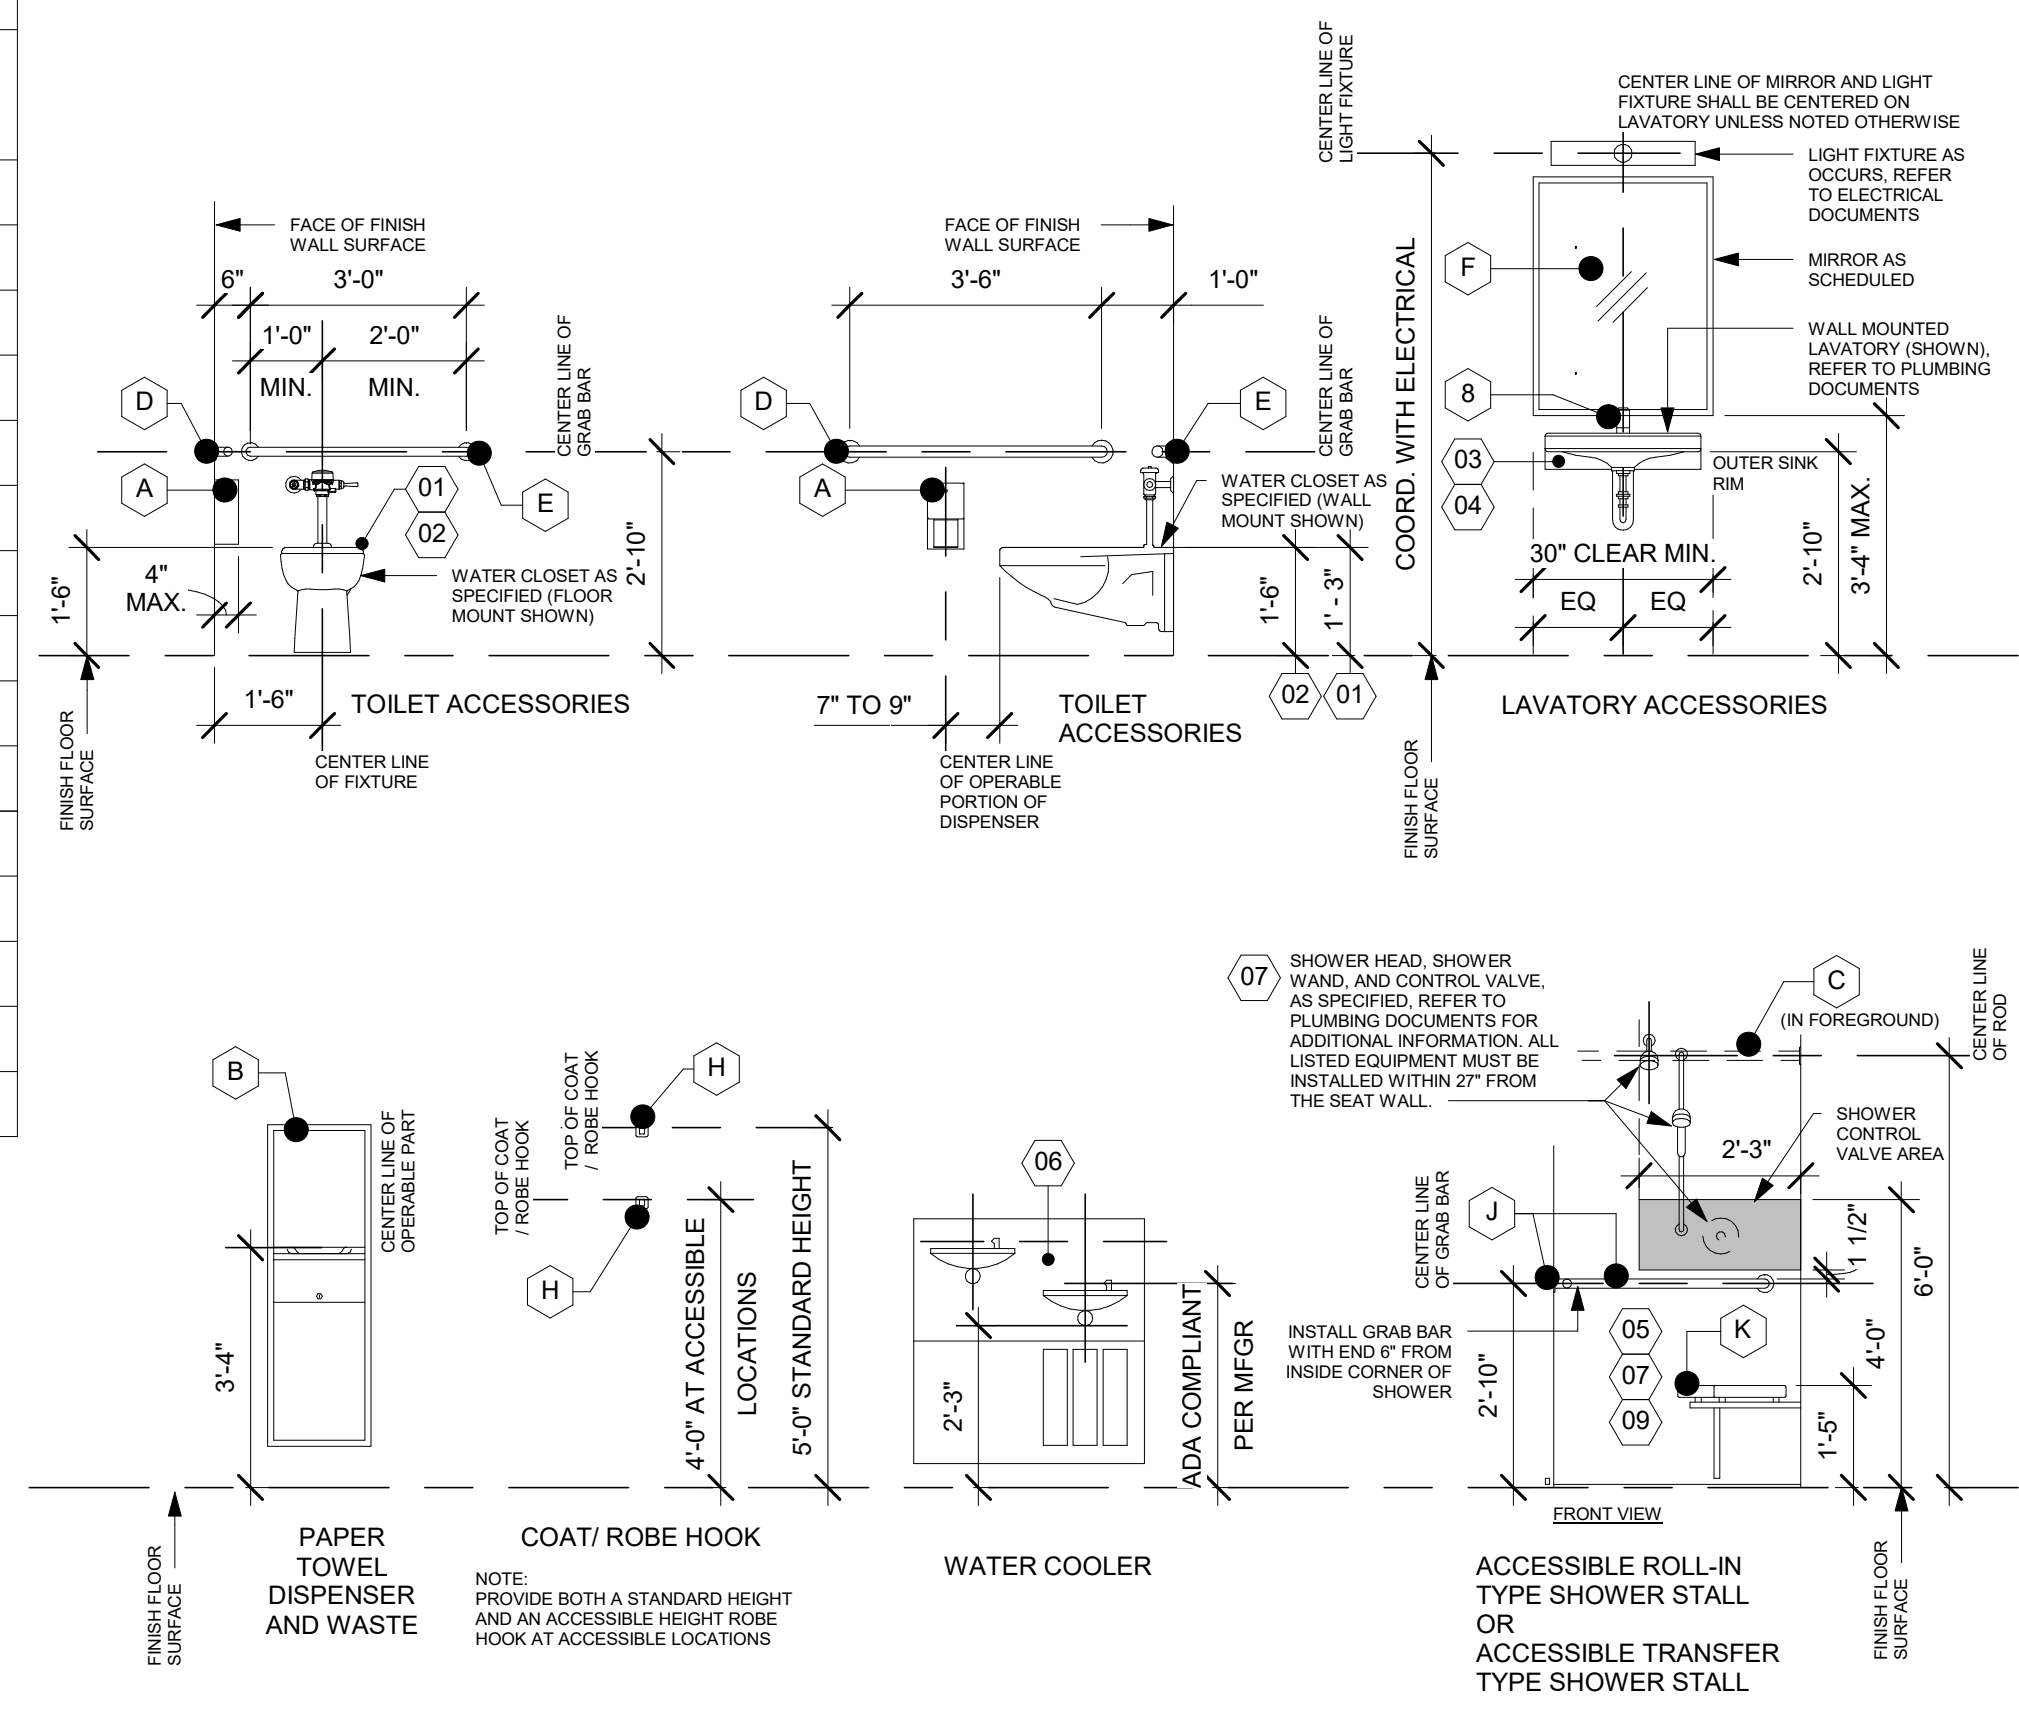 FACE OF FINISH
WALL SURFACE
6"
3'-0"
1'-0"
2'-0"
MIN.
MIN.
CENTER LINE OF
GRAB BAR
D
A
01
02
E
1'-6"
4"
MAX.
2'-10"
WATER CLOSET AS
SPECIFIED (FLOOR
MOUNT SHOWN)
1'-6"
TOILET ACCESSORIES
CENTER LINE
OF FIXTURE
FINISH FLOOR
SURFACE
FACE OF FINISH
WALL SURFACE
3'-6"
1'-0"
CENTER LINE OF
GRAB BAR
D
A
E
WATER CLOSET AS
SPECIFIED (WALL
MOUNT SHOWN)
1'-6"
1' - 3"
02
01
7" TO 9"
TOILET
ACCESSORIES
CENTER LINE
OF OPERABLE
PORTION OF
DISPENSER
CENTER LINE OF
LIGHT FIXTURE
CENTER LINE OF MIRROR AND LIGHT
FIXTURE SHALL BE CENTERED ON
LAVATORY UNLESS NOTED OTHERWISE
LIGHT FIXTURE AS
OCCURS, REFER
TO ELECTRICAL
DOCUMENTS
COORD. WITH ELECTRICAL
F
MIRROR AS
SCHEDULED
WALL MOUNTED
LAVATORY (SHOWN),
REFER TO PLUMBING
DOCUMENTS
8
03
04
OUTER SINK
RIM
30" CLEAR MIN.
EQ
EQ
2'-10"
3'-4" MAX.
LAVATORY ACCESSORIES
FINISH FLOOR
SURFACE
B
CENTER LINE OF
OPERABLE PART
3'-4"
PAPER
TOWEL
DISPENSER
AND WASTE
FINISH FLOOR
SURFACE
TOP OF COAT
/ ROBE HOOK
TOP OF COAT
/ ROBE HOOK
H
H
4'-0" AT ACCESSIBLE
LOCATIONS
5'-0" STANDARD HEIGHT
COAT/ ROBE HOOK
NOTE:
PROVIDE BOTH A STANDARD HEIGHT
AND AN ACCESSIBLE HEIGHT ROBE
HOOK AT ACCESSIBLE LOCATIONS
06
2'-3"
ADA COMPLIANT
PER MFGR
WATER COOLER
07
SHOWER HEAD, SHOWER
WAND, AND CONTROL VALVE,
AS SPECIFIED, REFER TO
PLUMBING DOCUMENTS FOR
ADDITIONAL INFORMATION. ALL
LISTED EQUIPMENT MUST BE
INSTALLED WITHIN 27" FROM
THE SEAT WALL.
C
(IN FOREGROUND)
CENTER LINE
OF ROD
SHOWER
CONTROL
VALVE AREA
2'-3"
CENTER LINE
OF GRAB BAR
J
1 1/2"
6'-0"
INSTALL GRAB BAR
WITH END 6" FROM
INSIDE CORNER OF
SHOWER
05
07
09
K
2'-10"
4'-0"
1'-5"
FRONT VIEW
ACCESSIBLE ROLL-IN
TYPE SHOWER STALL
OR
ACCESSIBLE TRANSFER
TYPE SHOWER STALL
FINISH FLOOR
SURFACE